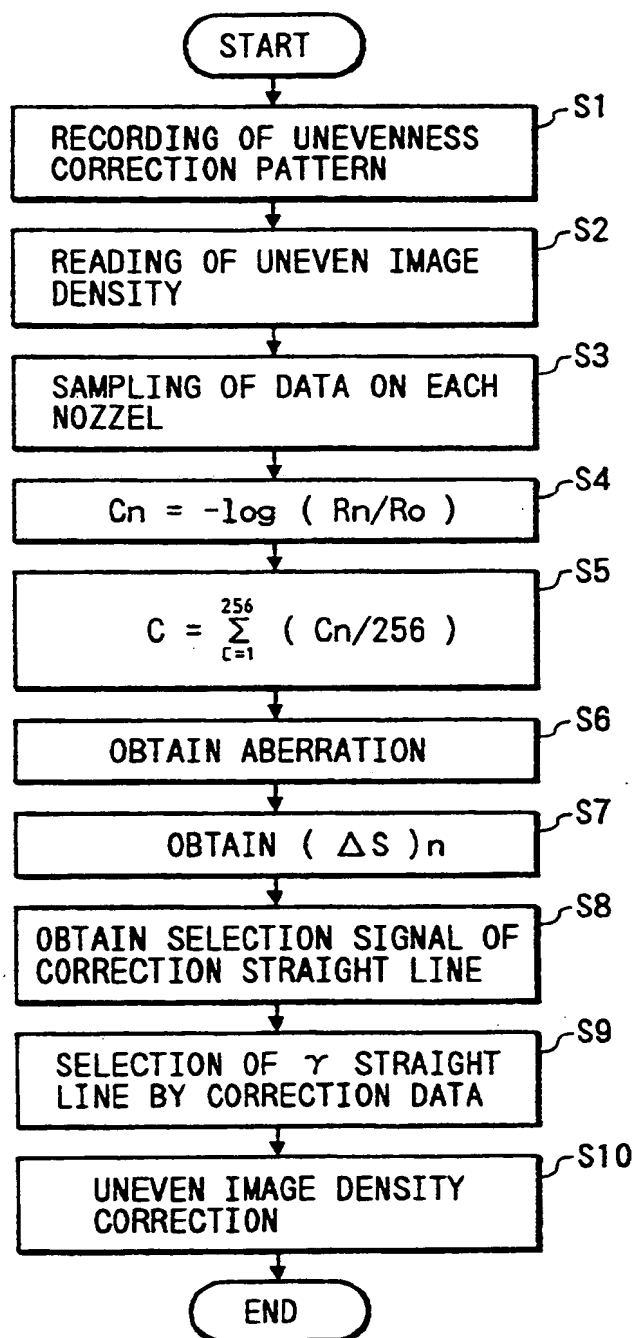 START
S1
RECORDING OF UNEVENNESS
CORRECTION PATTERN
S2
READING OF UNEVEN IMAGE
DENSITY
S3
SAMPLING OF DATA ON EACH
NOZZEL
S4
Cn = -log ( Rn/Ro )
S5
256
C = Σ ( Cn/256 )
C=1
S6
OBTAIN ABERRATION
S7
OBTAIN ( ΔS )n
S8
OBTAIN SELECTION SIGNAL OF
CORRECTION STRAIGHT LINE
S9
SELECTION OF γ STRAIGHT
LINE BY CORRECTION DATA
S10
UNEVEN IMAGE DENSITY
CORRECTION
END